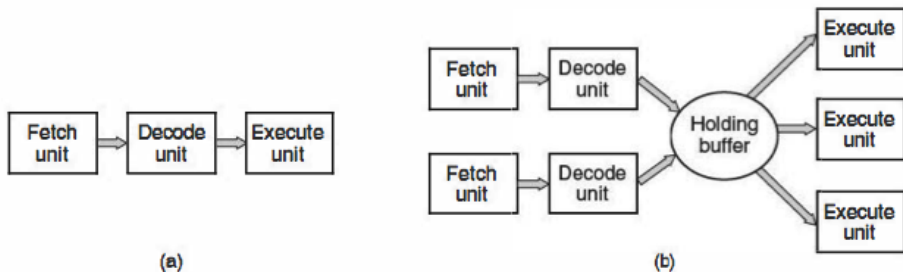 Fetch
unit
Decode
unit
Execute
unit
(a)
Fetch
unit
Decode
unit
Fetch
unit
Decode
unit
Holding
buffer
Execute
unit
Execute
unit
Execute
unit
(b)